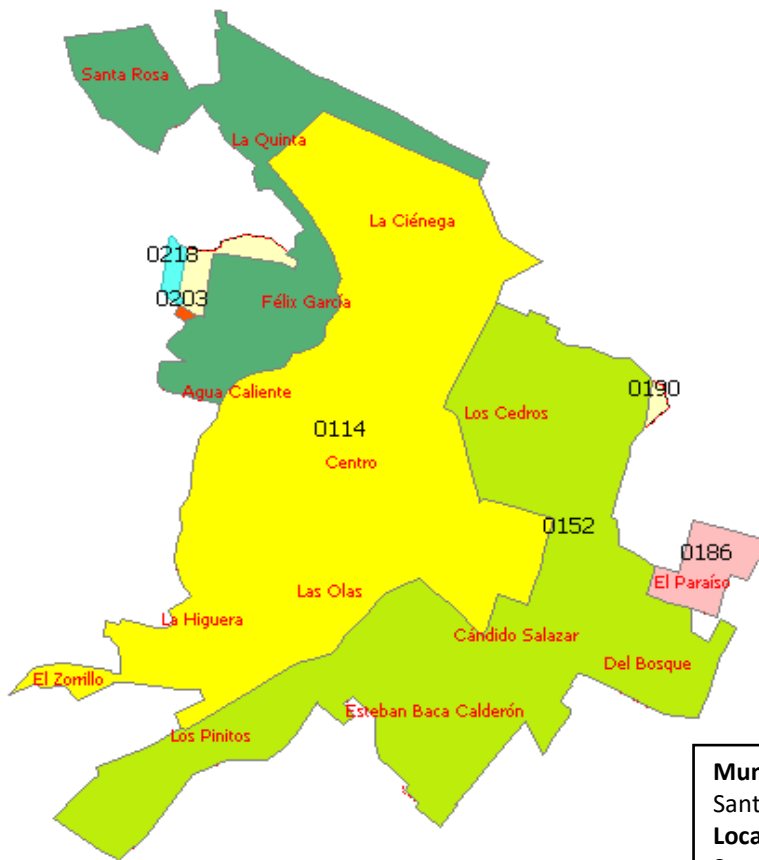 Santa Rosa
La Quinta
La Ciénega
0218
0203
Félix García
Agua Caliente
0190
Los Cedros
0114
Centro
0152
0186
El Paraíso
Las Olas
La Higuera
Cándido Salazar
Del Bosque
El Zorrillo
Esteban Baca Calderón
Los Pinitos
Mun
Sant
Loca